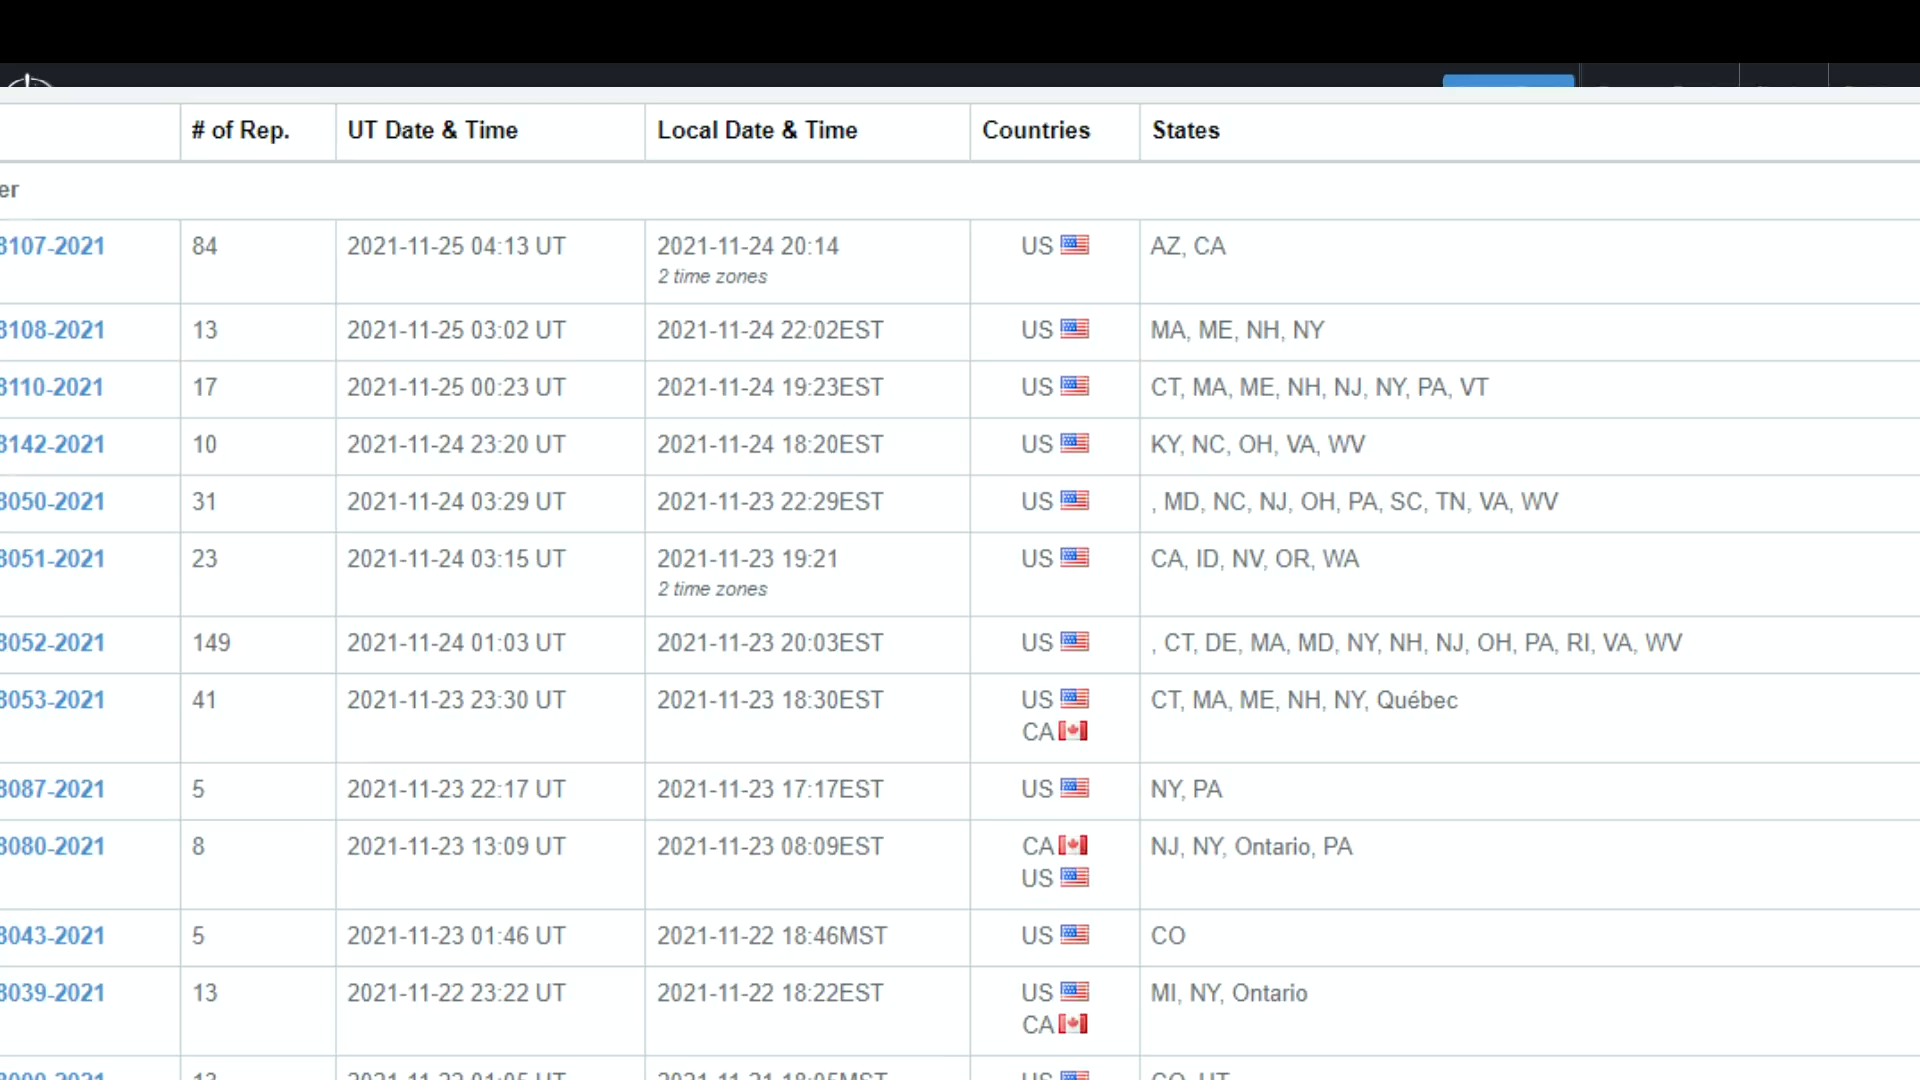 # of Rep. UT Date & Time Local Date & Time Countries States
er
8107-2021 84 2021-11-25 04:13 UT 2021-11-24 20:14 US AZ, CA
2 time zones
8108-2021 13 2021-11-25 03:02 UT 2021-11-24 22:02EST US MA, ME, NH, NY
8110-2021 17 2021-11-25 00:23 UT 2021-11-24 19:23EST US CT, MA, ME, NH, NJ, NY, PA, VT
8142-2021 10 2021-11-24 23:20 UT 2021-11-24 18:20EST US KY, NC, OH, VA, WV
8050-2021 31 2021-11-24 03:29 UT 2021-11-23 22:29EST US , MD, NC, NJ, OH, PA, SC, TN, VA, WV
8051-2021 23 2021-11-24 03:15 UT 2021-11-23 19:21 US CA, ID, NV, OR, WA
2 time zones
8052-2021 149 2021-11-24 01:03 UT 2021-11-23 20:03EST US , CT, DE, MA, MD, NY, NH, NJ, OH, PA, RI, VA, WV
8053-2021 41 2021-11-23 23:30 UT 2021-11-23 18:30EST US CT, MA, ME, NH, NY, Québec
CA
8087-2021 5 2021-11-23 22:17 UT 2021-11-23 17:17EST US NY, PA
8080-2021 8 2021-11-23 13:09 UT 2021-11-23 08:09EST CA NJ, NY, Ontario, PA
US
8043-2021 5 2021-11-23 01:46 UT 2021-11-22 18:46MST US CO
8039-2021 13 2021-11-22 23:22 UT 2021-11-22 18:22EST US MI, NY, Ontario
CA